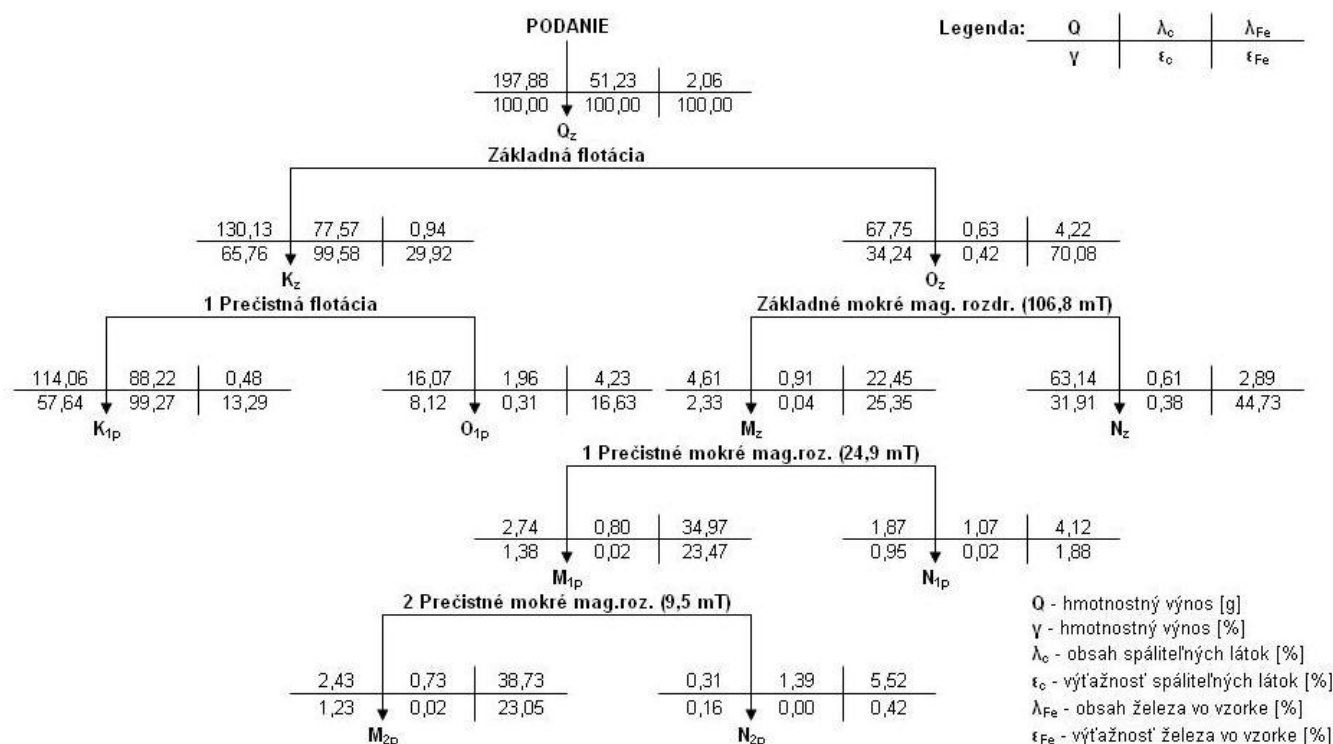 PODANIE
Legenda: Q λc λFe
γ εc εFe
197,88 51,23 2,06
100,00 100,00 100,00
Qz
Základná flotácia
130,13 77,57 0,94
65,76 99,58 29,92
Kz
67,75 0,63 4,22
34,24 0,42 70,08
Oz
1 Prečistná flotácia
Základné mokré mag. rozdr. (106,8 mT)
114,06 88,22 0,48
57,64 99,27 13,29
K1p
16,07 1,96 4,23
8,12 0,31 16,63
O1p
4,61 0,91 22,45
2,33 0,04 25,35
Mz
63,14 0,61 2,89
31,91 0,38 44,73
Nz
1 Prečistné mokré mag.roz. (24,9 mT)
2,74 0,80 34,97
1,38 0,02 23,47
M1p
1,87 1,07 4,12
0,95 0,02 1,88
N1p
2 Prečistné mokré mag.roz. (9,5 mT)
2,43 0,73 38,73
1,23 0,02 23,05
M2p
0,31 1,39 5,52
0,16 0,00 0,42
N2p
Q - hmotnostný výnos [g]
γ - hmotnostný výnos [%]
λc - obsah spáliteľných látok [%]
εc - výťažnosť spáliteľných látok [%]
λFe - obsah železa vo vzorke [%]
εFe - výťažnosť železa vo vzorke [%]